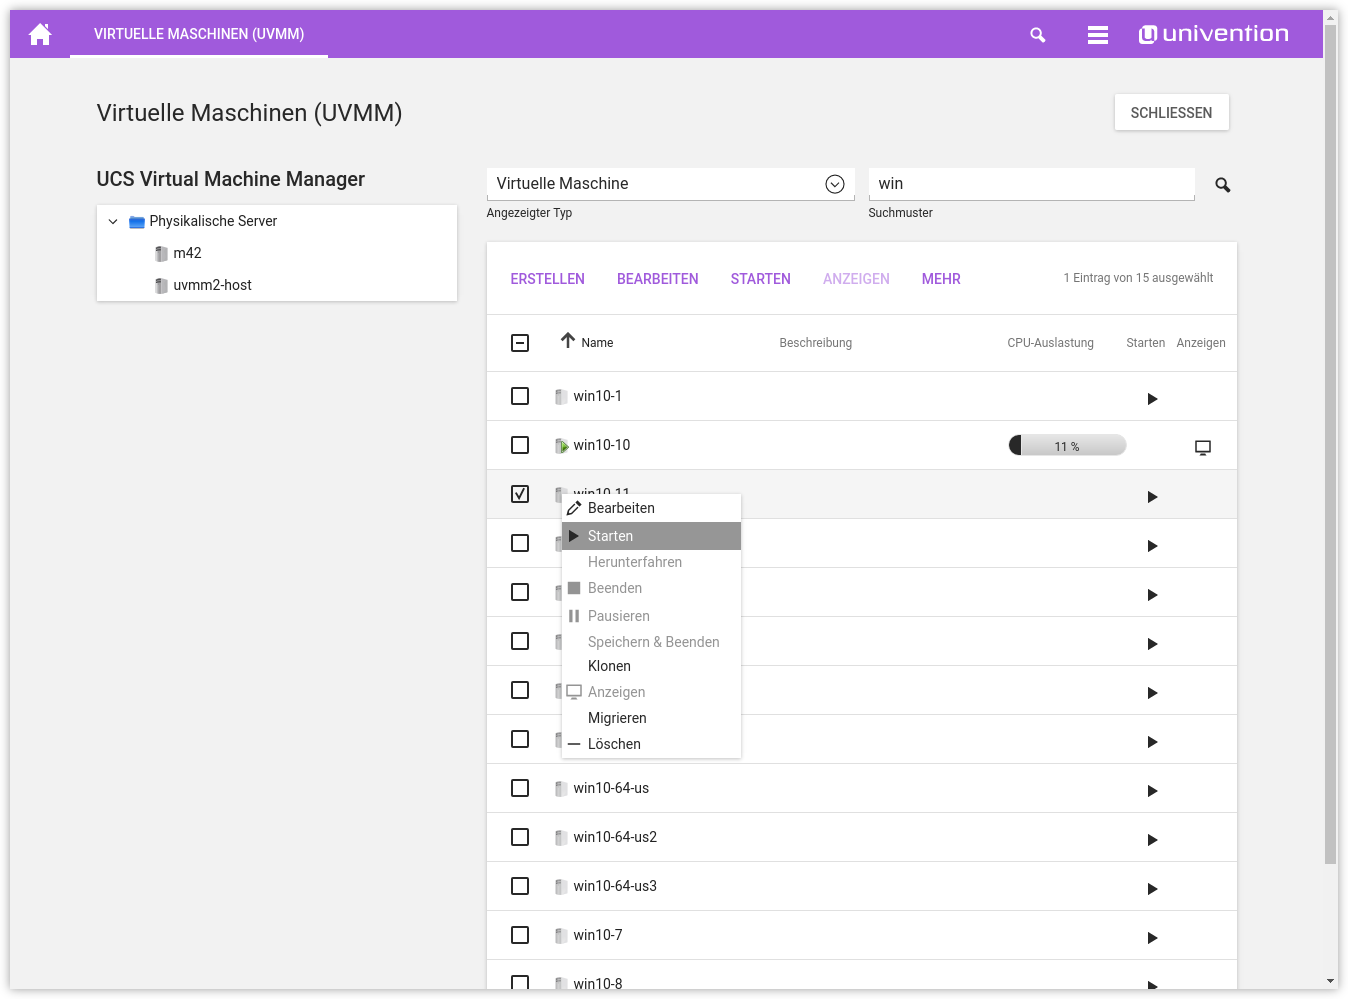 VIRTUELLE MASCHINEN (UVMM)
univention
Virtuelle Maschinen (UVMM)
SCHLIESSEN
UCS Virtual Machine Manager
Physikalische Server
m42
uvmm2-host
Virtuelle Maschine
win
Angezeigter Typ
Suchmuster
ERSTELLEN BEARBEITEN STARTEN ANZEIGEN MEHR
1 Eintrag von 15 ausgewählt
Name Beschreibung CPU-Auslastung Starten Anzeigen
win10-1
win10-10
11 %
win10-11
Bearbeiten
Starten
Herunterfahren
Beenden
Pausieren
Speichern & Beenden
Klonen
Anzeigen
Migrieren
Löschen
win10-64-us
win10-64-us2
win10-64-us3
win10-7
win10-8